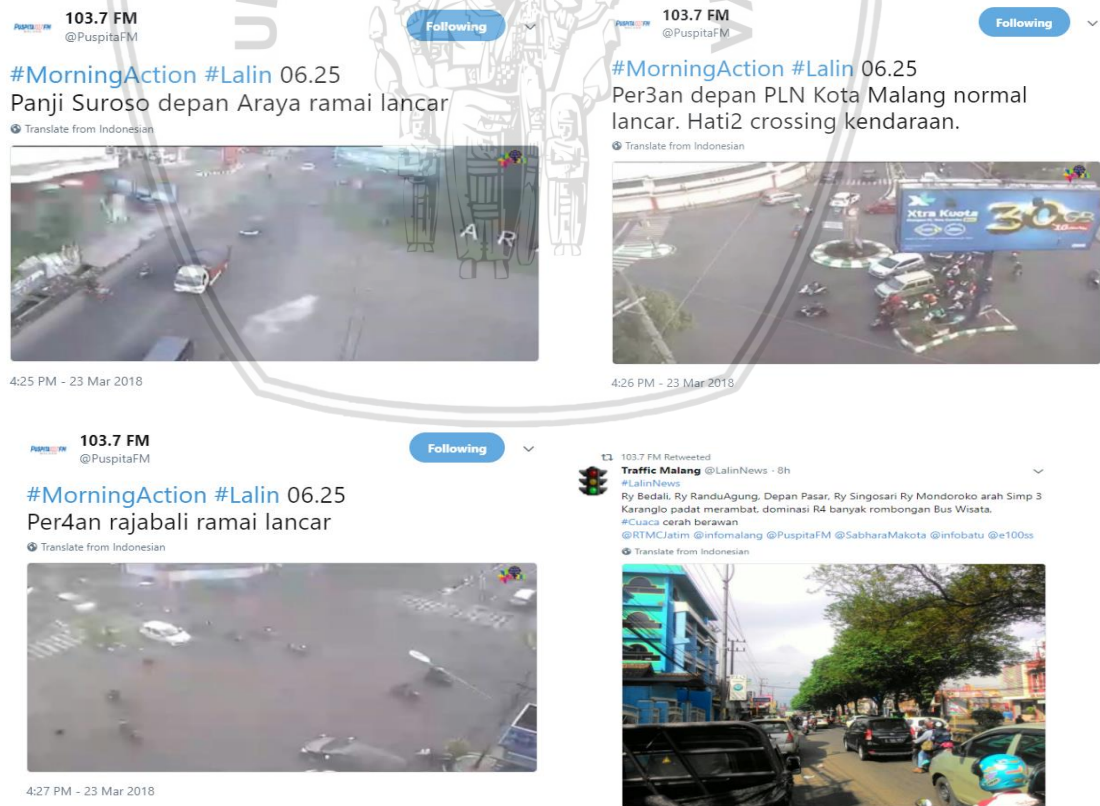 103.7 FM
@PuspitaFM
Following
#MorningAction #Lalin 06.25
Panji Suroso depan Araya ramai lancar
Translate from Indonesian
A R
4:25 PM - 23 Mar 2018
103.7 FM
@PuspitaFM
Following
#MorningAction #Lalin 06.25
Per3an depan PLN Kota Malang normal
lancar. Hati2 crossing kendaraan.
Translate from Indonesian
Xtra Kuota
30GB
4:26 PM - 23 Mar 2018
103.7 FM
@PuspitaFM
Following
#MorningAction #Lalin 06.25
Per4an rajabali ramai lancar
Translate from Indonesian
4:27 PM - 23 Mar 2018
103.7 FM Retweeted
Traffic Malang @LalinNews · 8h
#LalinNews
Ry Bedali, Ry RanduAgung, Depan Pasar, Ry Singosari Ry Mondoroko arah Simp 3
Karanglo padat merambat, dominasi R4 banyak rombongan Bus Wisata.
#Cuaca cerah berawan
@RTMCJatim @infomalang @PuspitaFM @SabharaMakota @infobatu @e100ss
Translate from Indonesian